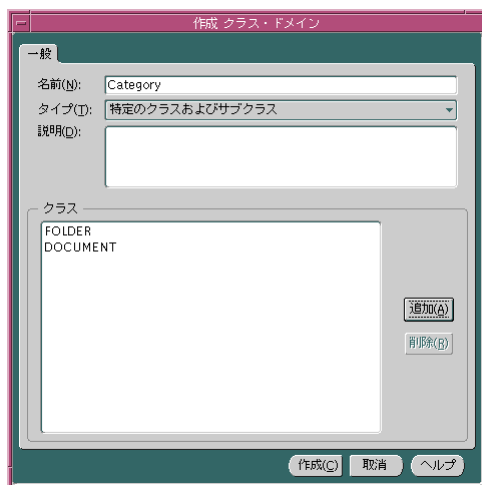 作成 クラス・ドメイン
一般
名前(N): Category
タイプ(T): 特定のクラスおよびサブクラス
説明(D):
クラス
FOLDER
DOCUMENT
追加(A)
削除(R)
作成(C) 取消 ヘルプ